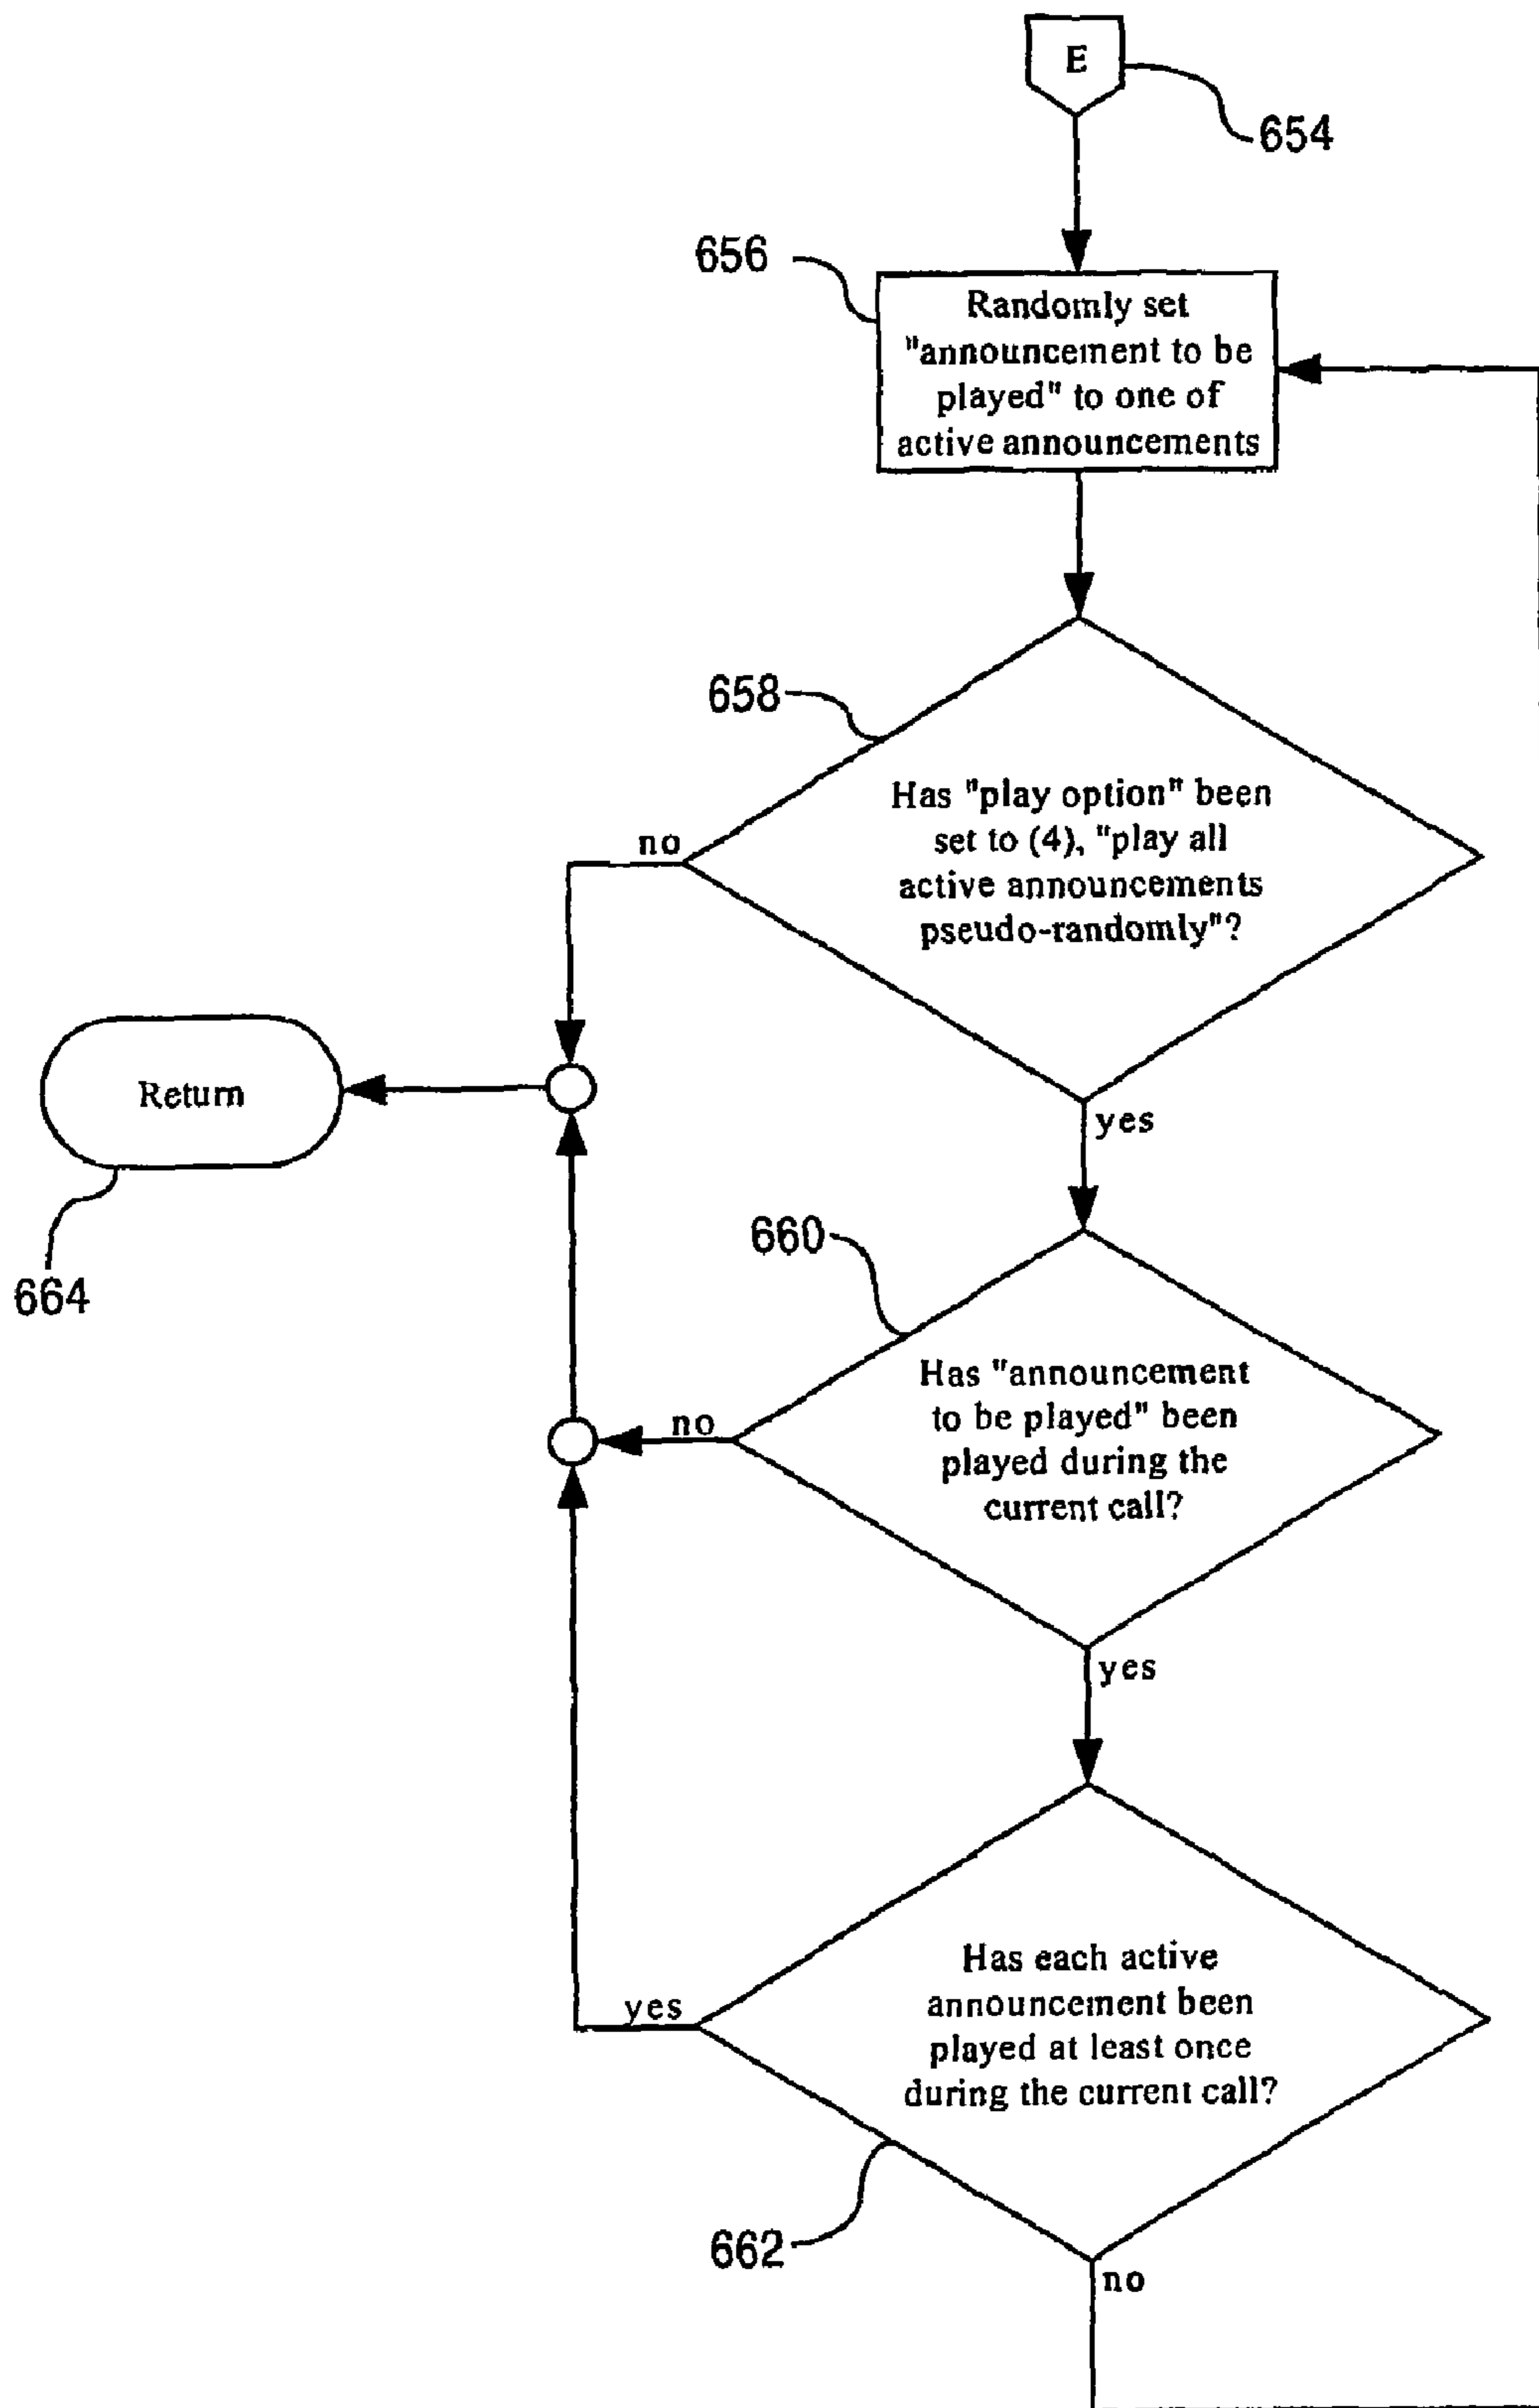 E
654
656
Randomly set
"announcement to be
played" to one of
active announcements
658
Has "play option" been
set to (4), "play all
active announcements
pseudo-randomly"?
no
Return
yes
664
660
Has "announcement
to be played" been
played during the
current call?
no
yes
Has each active
announcement been
played at least once
during the current call?
yes
662
no